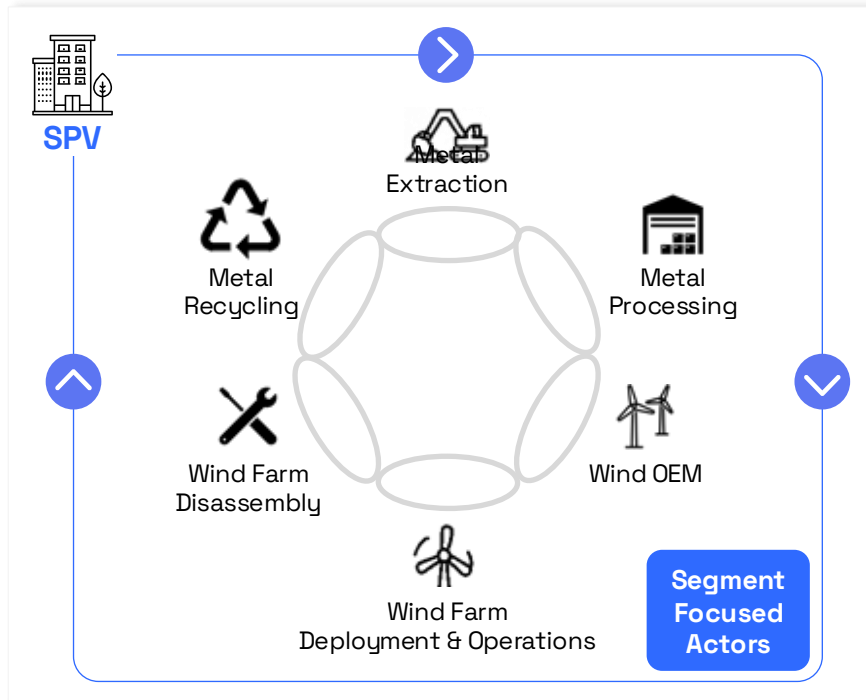 SPV
Metal
Extraction
Metal
Recycling
Metal
Processing
Wind Farm
Disassembly
Wind OEM
Wind Farm
Deployment & Operations
Segment
Focused
Actors